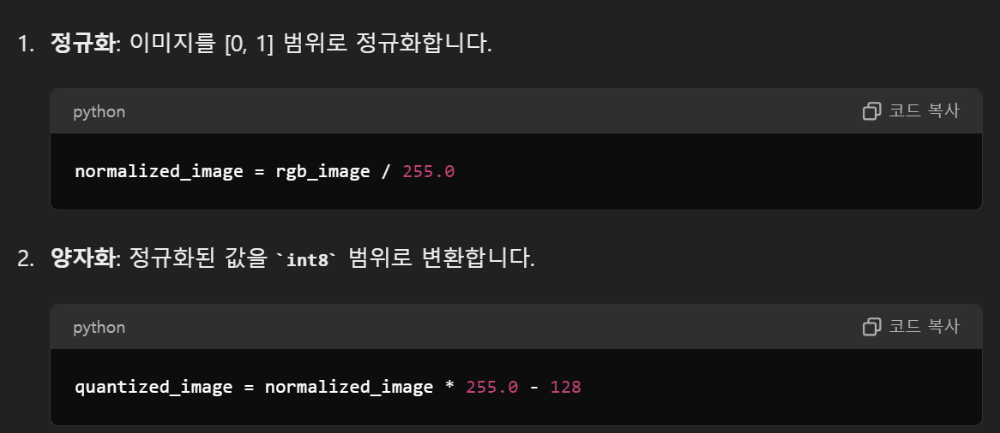 1. 정규화: 이미지를 [0, 1] 범위로 정규화합니다.
python 코드 복사
normalized_image = rgb_image / 255.0
2. 양자화: 정규화된 값을 `int8` 범위로 변환합니다.
python 코드 복사
quantized_image = normalized_image * 255.0 - 128